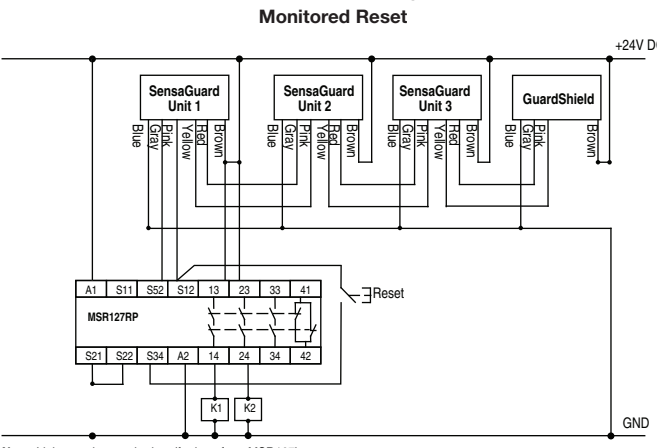 Monitored Reset
+24V D
SensaGuard
Unit 1
SensaGuard
Unit 2
SensaGuard
Unit 3
GuardShield
Blue
Gray
Pink
Yellow
Red
Brown
Blue
Gray
Pink
Yellow
Red
Brown
Blue
Gray
Pink
Yellow
Red
Brown
Blue
Gray
Pink
Brown
A1 S11 S52 S12 13 23 33 41
MSR127RP
Reset
S21 S22 S34 A2 14 24 34 42
K1 K2
GND